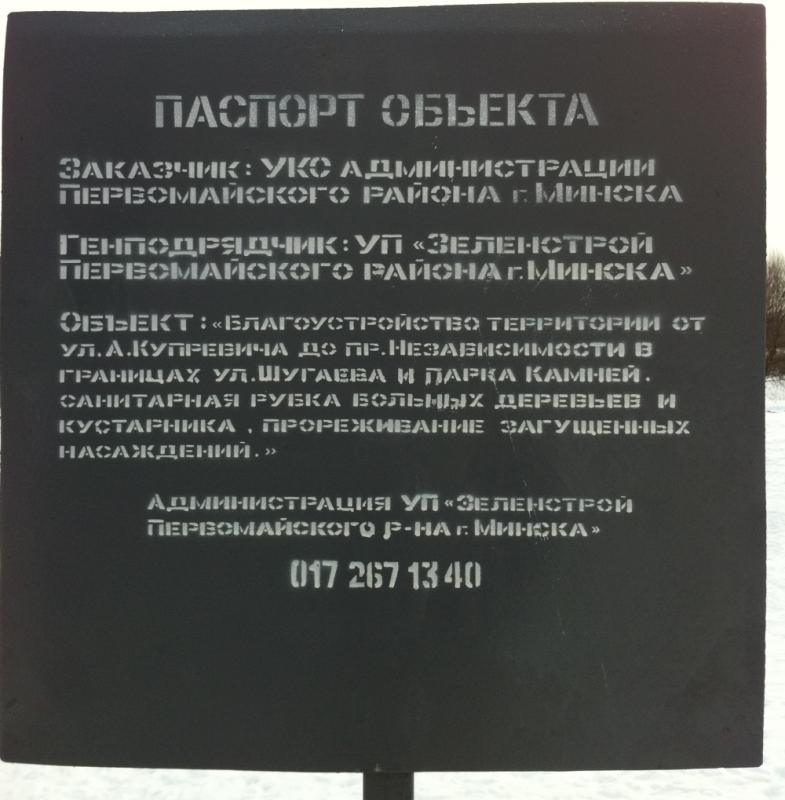 ПАСПОРТ ОБЪЕКТА
ЗАКАЗЧИК: УКС АДМИНИСТРАЦИИ
ПЕРВОМАЙСКОГО РАЙОНА г. МИНСКА
ГЕНПОДРЯДЧИК: УП «ЗЕЛЕНСТРОЙ
ПЕРВОМАЙСКОГО РАЙОНА г. МИНСКА»
ОБЪЕКТ: «БЛАГОУСТРОЙСТВО ТЕРРИТОРИИ ОТ
УЛ. А. КУПРЕВИЧА ДО ПР. НЕЗАВИСИМОСТИ В
ГРАНИЦАХ УЛ. ШУГАЕВА И ПАРКА КАМНЕЙ.
САНИТАРНАЯ РУБКА БОЛЬНЫХ ДЕРЕВЬЕВ И
КУСТАРНИКА, ПРОРЕЖИВАНИЕ ЗАГУЩЕННЫХ
НАСАЖДЕНИЙ.»
АДМИНИСТРАЦИЯ УП «ЗЕЛЕНСТРОЙ
ПЕРВОМАЙСКОГО Р-НА г. МИНСКА»
017 267 13 40